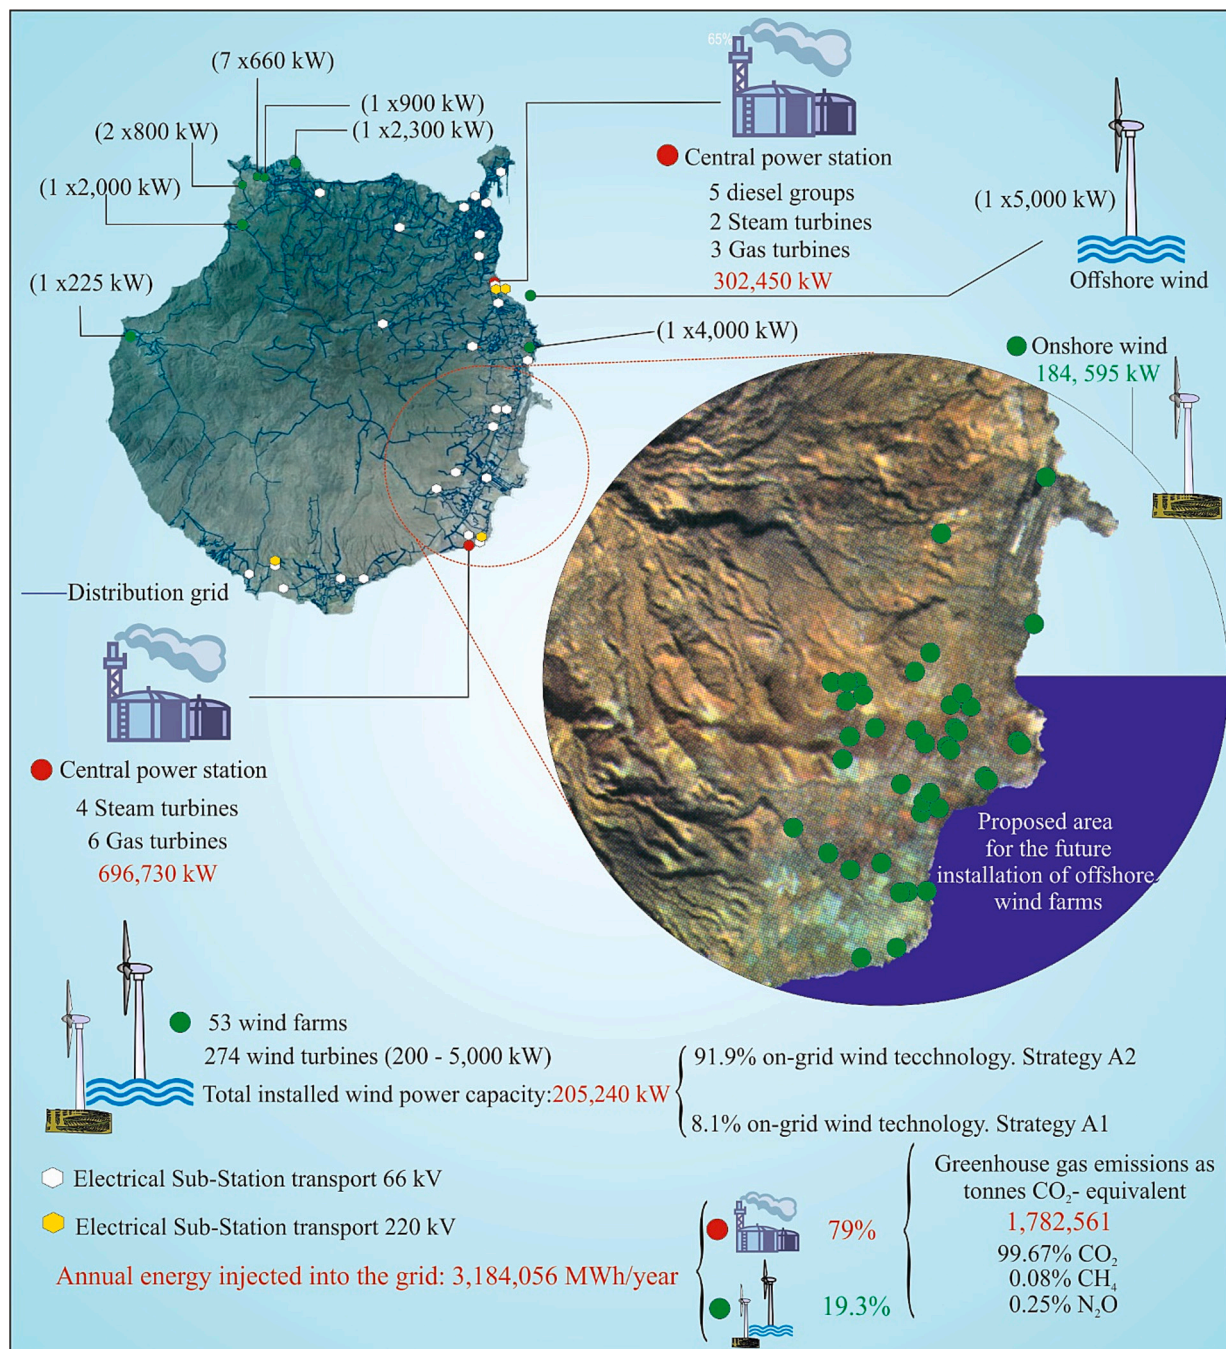 (7 x660 kW)
(1 x900 kW)
(2 x800 kW)
(1 x2,300 kW)
(1 x2,000 kW)
(1 x225 kW)
65%
Central power station
5 diesel groups
2 Steam turbines
3 Gas turbines
302,450 kW
(1 x5,000 kW)
Offshore wind
(1 x4,000 kW)
Onshore wind
184, 595 kW
Distribution grid
Central power station
4 Steam turbines
6 Gas turbines
696,730 kW
Proposed area
for the future
installation of offshore
wind farms
53 wind farms
274 wind turbines (200 - 5,000 kW)
Total installed wind power capacity:205,240 kW
91.9% on-grid wind tecchnology. Strategy A2
8.1% on-grid wind technology. Strategy A1
Electrical Sub-Station transport 66 kV
Electrical Sub-Station transport 220 kV
Annual energy injected into the grid: 3,184,056 MWh/year
79%
19.3%
Greenhouse gas emissions as
tonnes CO₂- equivalent
1,782,561
99.67% CO₂
0.08% CH₄
0.25% N₂O